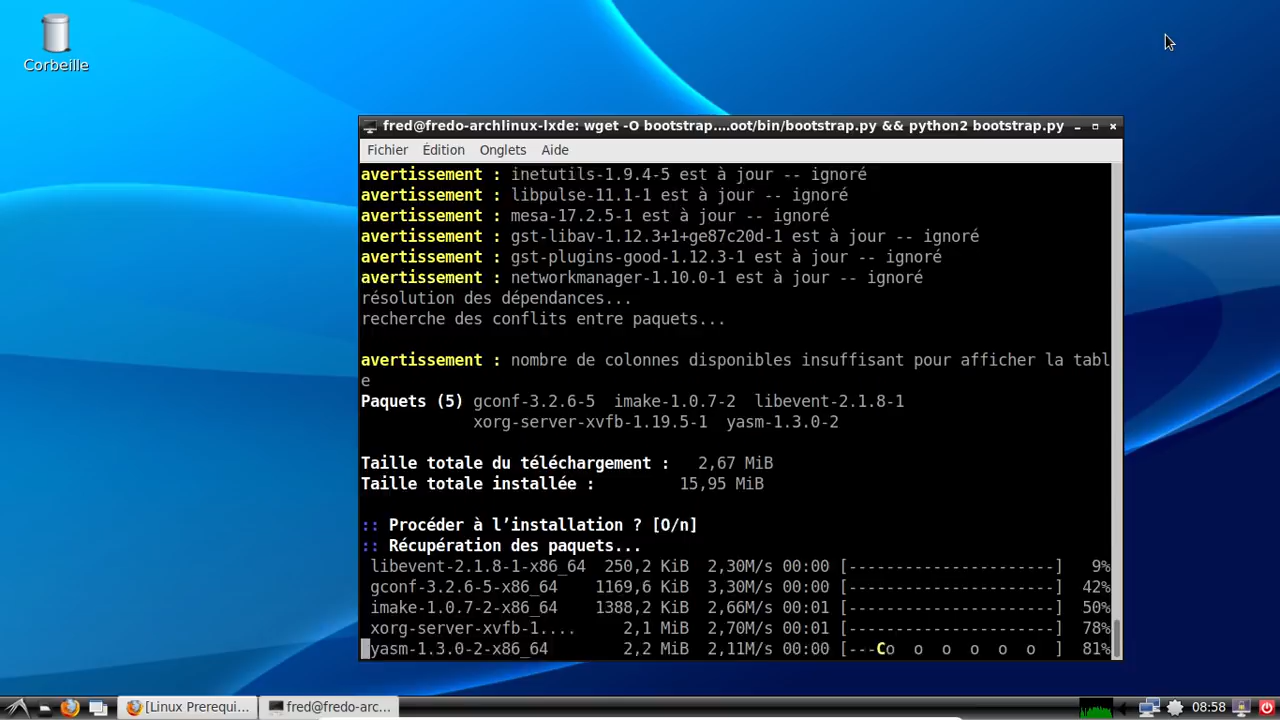 Corbeille
fred@fredo-archlinux-lxde: wget -O bootstrap....oot/bin/bootstrap.py && python2 bootstrap.py
Fichier Édition Onglets Aide
avertissement : inetutils-1.9.4-5 est à jour -- ignoré
avertissement : libpulse-11.1-1 est à jour -- ignoré
avertissement : mesa-17.2.5-1 est à jour -- ignoré
avertissement : gst-libav-1.12.3+1+ge87c20d-1 est à jour -- ignoré
avertissement : gst-plugins-good-1.12.3-1 est à jour -- ignoré
avertissement : networkmanager-1.10.0-1 est à jour -- ignoré
résolution des dépendances...
recherche des conflits entre paquets...
avertissement : nombre de colonnes disponibles insuffisant pour afficher la tabl
e
Paquets (5) gconf-3.2.6-5 imake-1.0.7-2 libevent-2.1.8-1
xorg-server-xvfb-1.19.5-1 yasm-1.3.0-2
Taille totale du téléchargement : 2,67 MiB
Taille totale installée : 15,95 MiB
:: Procéder à l’installation ? [O/n]
:: Récupération des paquets...
libevent-2.1.8-1-x86_64 250,2 KiB 2,30M/s 00:00 [----------------------] 9%
gconf-3.2.6-5-x86_64 1169,6 KiB 3,30M/s 00:00 [----------------------] 42%
imake-1.0.7-2-x86_64 1388,2 KiB 2,66M/s 00:01 [----------------------] 50%
xorg-server-xvfb-1.... 2,1 MiB 2,70M/s 00:01 [----------------------] 78%
yasm-1.3.0-2-x86_64 2,2 MiB 2,11M/s 00:00 [---Co o o o o o ] 81%
[Linux Prerequi... fred@fredo-arc... 08:58